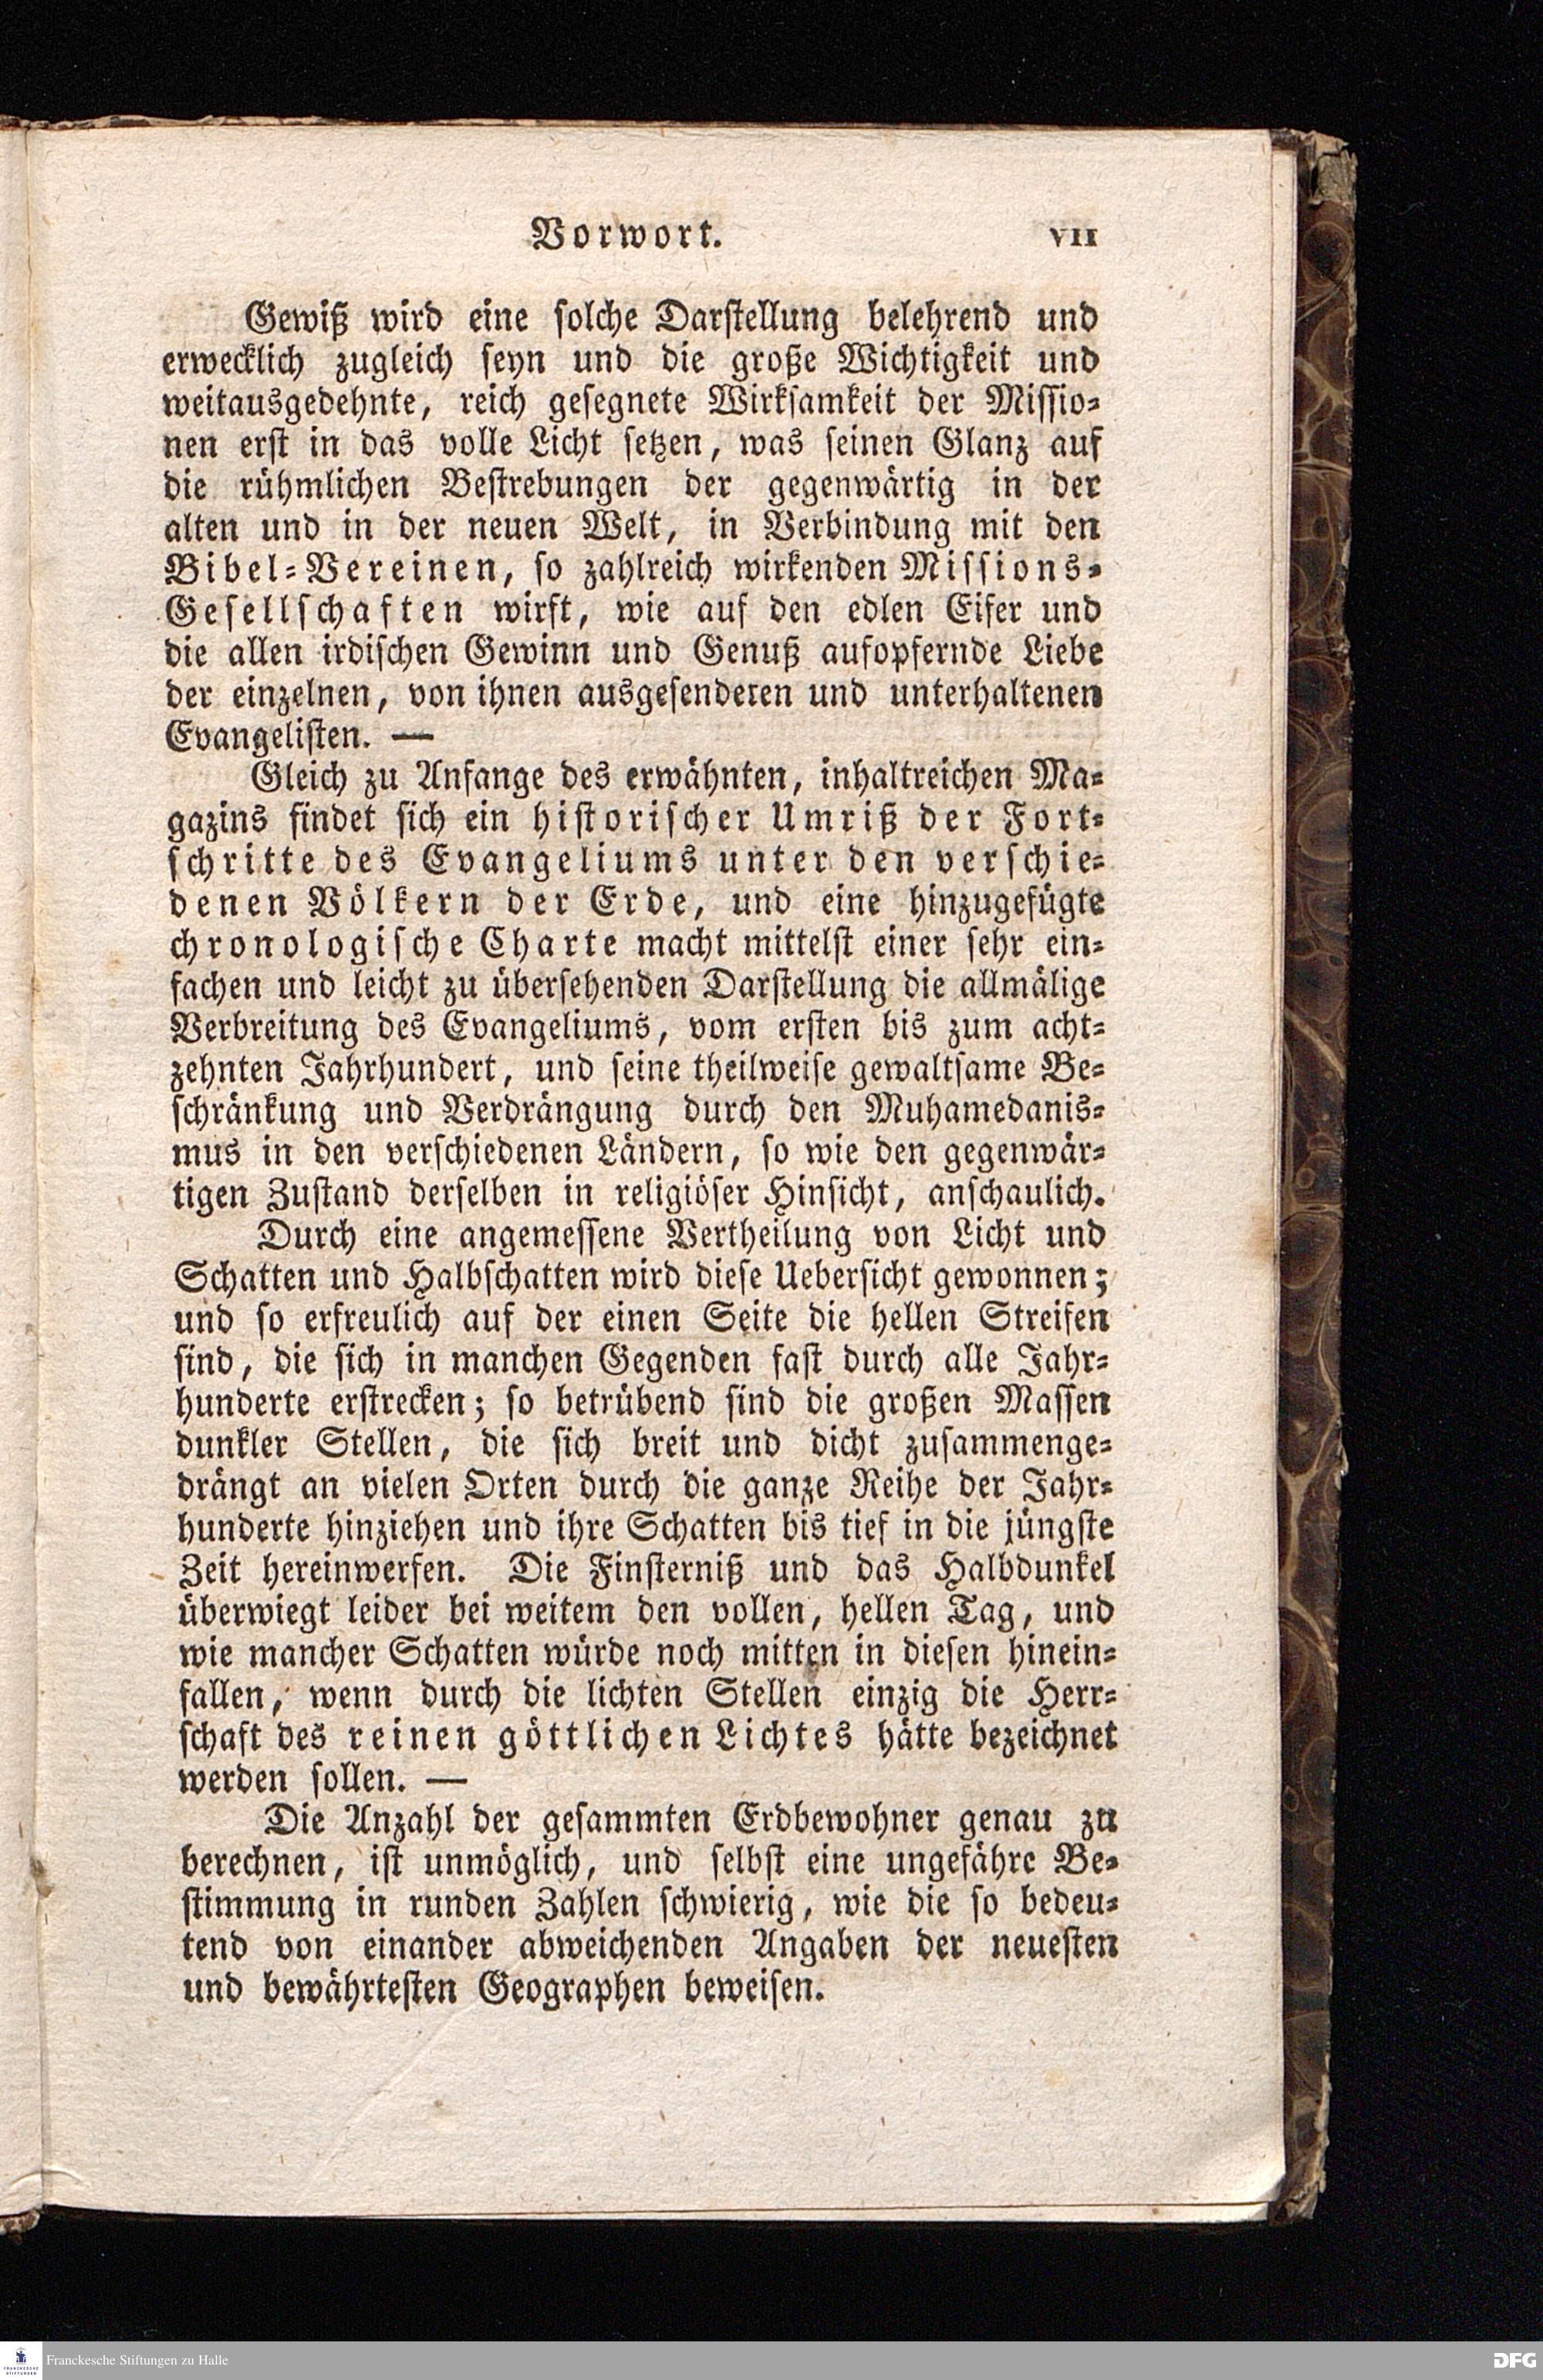 Vorwort. VII
Gewiß wird eine solche Darstellung belehrend und
erwecklich zugleich seyn und die große Wichtigkeit und
weitausgedehnte, reich gesegnete Wirksamkeit der Missio-
nen erst in das volle Licht setzen, was seinen Glanz auf
die rühmlichen Bestrebungen der gegenwärtig in der
alten und in der neuen Welt, in Verbindung mit den
Bibel-Vereinen, so zahlreich wirkenden Missions-
Gesellschaften wirft, wie auf den edlen Eifer und
die allen irdischen Gewinn und Genuß aufopfernde Liebe
der einzelnen, von ihnen ausgesendeten und unterhaltenen
Evangelisten. —
Gleich zu Anfange des erwähnten, inhaltreichen Ma-
gazins findet sich ein historischer Umriß der Fort-
schritte des Evangeliums unter den verschie-
denen Völkern der Erde, und eine hinzugefügte
chronologische Charte macht mittelst einer sehr ein-
fachen und leicht zu übersehenden Darstellung die allmälige
Verbreitung des Evangeliums, vom ersten bis zum acht-
zehnten Jahrhundert, und seine theilweise gewaltsame Be-
schränkung und Verdrängung durch den Muhamedanis-
mus in den verschiedenen Ländern, so wie den gegenwär-
tigen Zustand derselben in religiöser Hinsicht, anschaulich.
Durch eine angemessene Vertheilung von Licht und
Schatten und Halbschatten wird diese Uebersicht gewonnen;
und so erfreulich auf der einen Seite die hellen Streifen
sind, die sich in manchen Gegenden fast durch alle Jahr-
hunderte erstrecken; so betrübend sind die großen Massen
dunkler Stellen, die sich breit und dicht zusammenge-
drängt an vielen Orten durch die ganze Reihe der Jahr-
hunderte hinziehen und ihre Schatten bis tief in die jüngste
Zeit hereinwerfen. Die Finsterniß und das Halbdunkel
überwiegt leider bei weitem den vollen, hellen Tag, und
wie mancher Schatten würde noch mitten in diesen hinein-
fallen, wenn durch die lichten Stellen einzig die Herr-
schaft des reinen göttlichen Lichtes hätte bezeichnet
werden sollen. —
Die Anzahl der gesammten Erdbewohner genau zu
berechnen, ist unmöglich, und selbst eine ungefähre Be-
stimmung in runden Zahlen schwierig, wie die so bedeu-
tend von einander abweichenden Angaben der neuesten
und bewährtesten Geographen beweisen.
FRANCKESCHE
STIFTUNGEN
Franckesche Stiftungen zu Halle
DFG